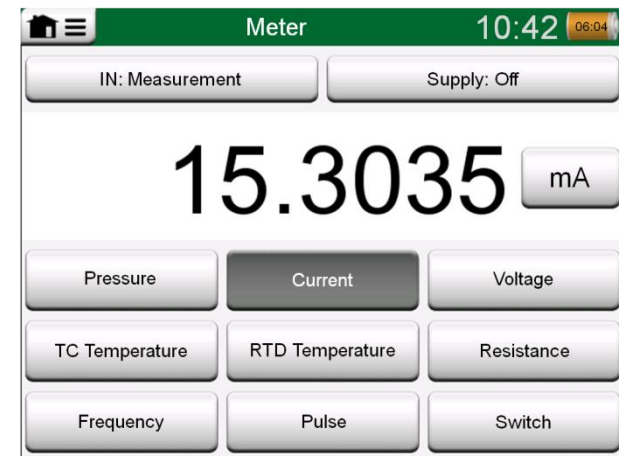 Meter 10:42 06:04
IN: Measurement Supply: Off
15.3035 mA
Pressure Current Voltage
TC Temperature RTD Temperature Resistance
Frequency Pulse Switch